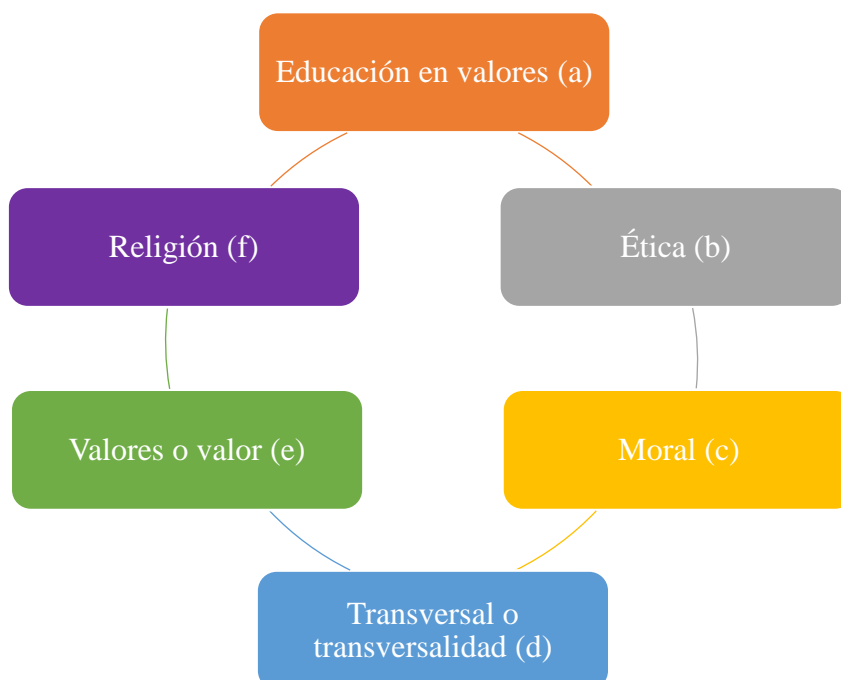 Educación en valores (a)
Ética (b)
Moral (c)
Transversal o
transversalidad (d)
Valores o valor (e)
Religión (f)